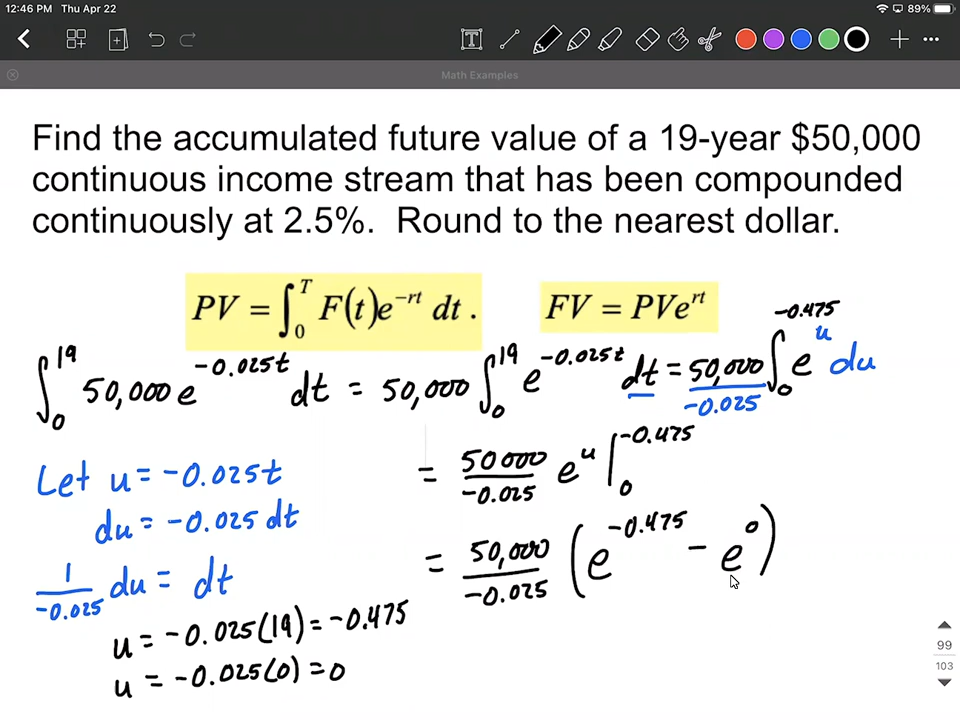 12:46 PM Thu Apr 22
89%
Math Examples
Find the accumulated future value of a 19-year $50,000
continuous income stream that has been compounded
continuously at 2.5%. Round to the nearest dollar.
PV = ∫₀ᵀ F(t)e^{-rt} dt. FV = PVe^{rt}
∫₀¹⁹ 50,000 e^{-0.025t} dt = 50,000 ∫₀¹⁹ e^{-0.025t} dt = 50,000/-0.025 ∫₀^{-0.475} e^u du
Let u = -0.025t
du = -0.025 dt
1/-0.025 du = dt
u = -0.025(19) = -0.475
u = -0.025(0) = 0
= 50000/-0.025 e^u |₀^{-0.475}
= 50,000/-0.025 (e^{-0.475} - e^0)
99
103